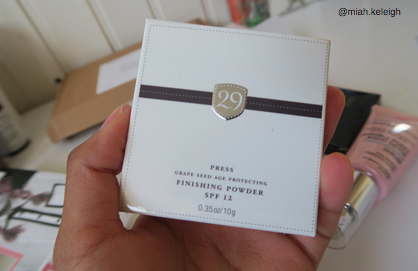 @miah.keleigh
29
PRESS
GRAPE SEED AGE PROTECTING
FINISHING POWDER
SPF 12
0.35oz/10g